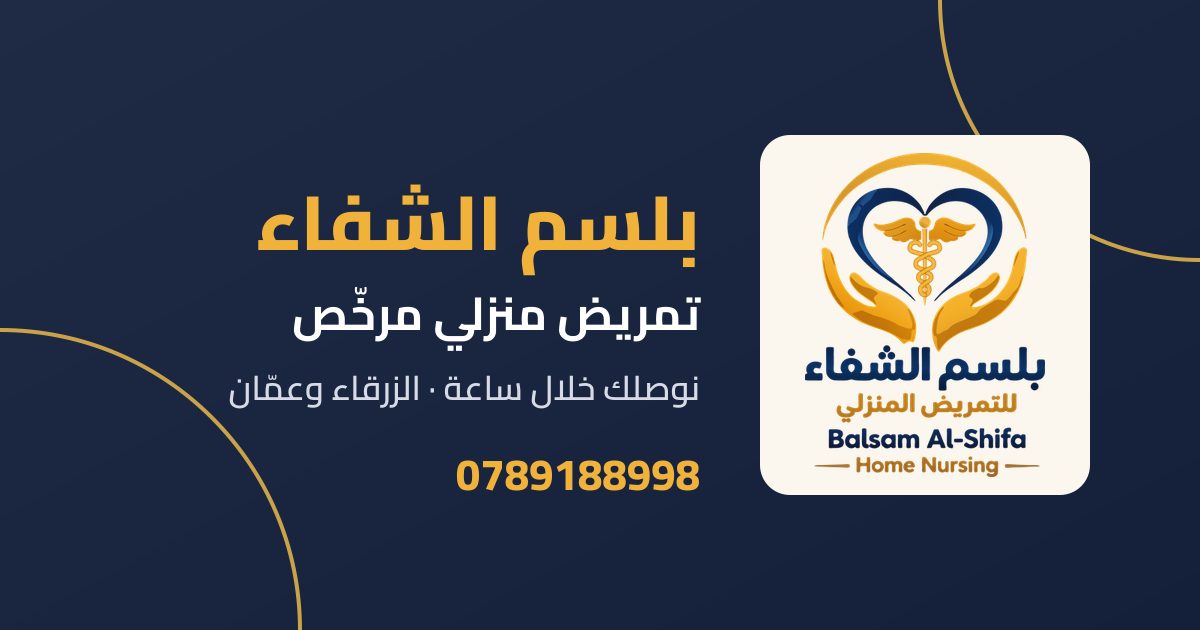 بلسم الشفاء
تمريض منزلي مرخّص
نوصلك خلال ساعة · الزرقاء وعمّان
0789188998
بلسم الشفاء
للتمريض المنزلي
Balsam Al-Shifa
Home Nursing